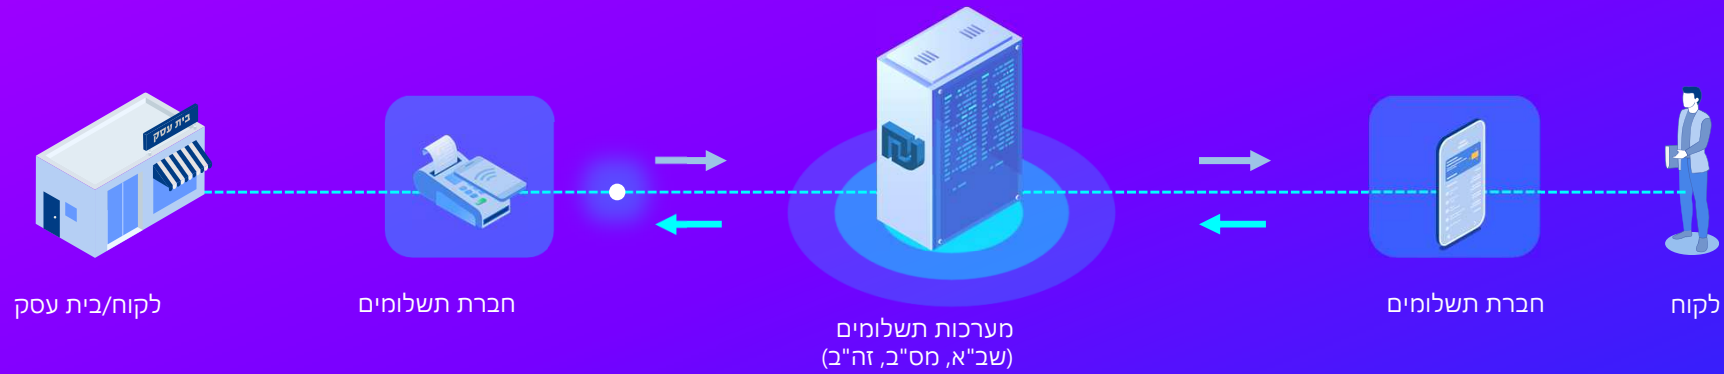 בית עסק
לקוח
חברת תשלומים
מערכות תשלומים
(שב"א, מס"ב, זה"ב)
חברת תשלומים
לקוח/בית עסק